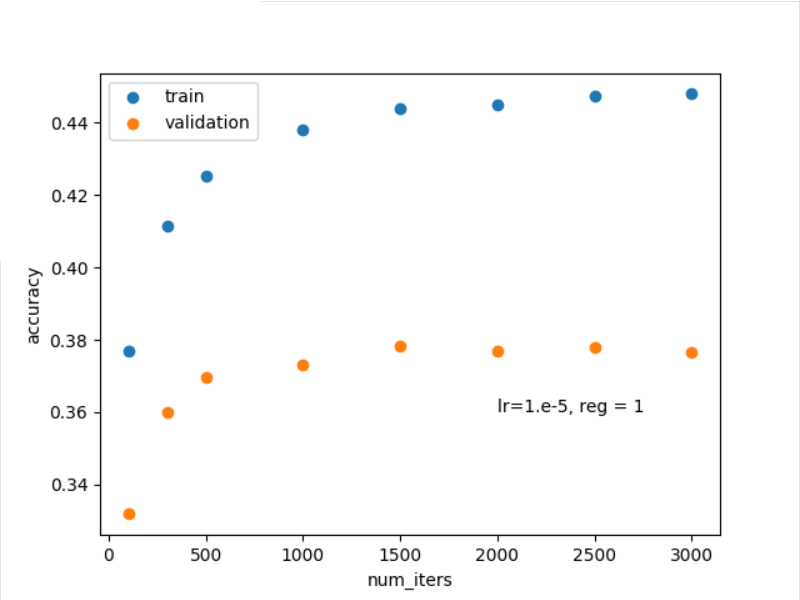 train
validation
0.44
0.42
0.40
0.38
0.36
0.34
accuracy
lr=1.e-5, reg = 1
0
500
1000
1500
2000
2500
3000
num_iters